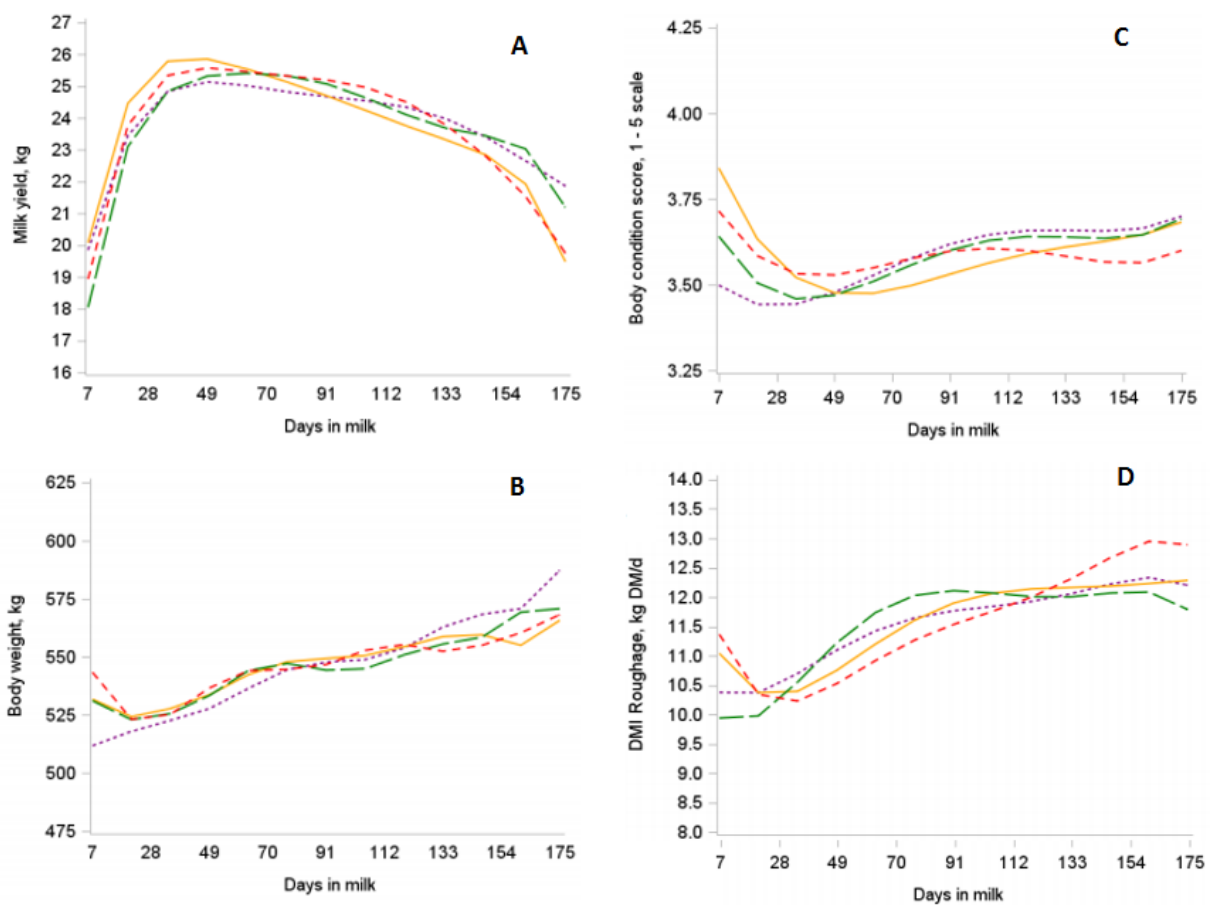 A
Milk yield, kg
27
26
25
24
23
22
21
20
19
18
17
16
7 28 49 70 91 112 133 154 175
Days in milk
C
Body condition score, 1 - 5 scale
4.25
4.00
3.75
3.50
3.25
7 28 49 70 91 112 133 154 175
Days in milk
B
Body weight, kg
625
600
575
550
525
500
475
7 28 49 70 91 112 133 154 175
Days in milk
D
DMI Roughage, kg DM/d
14.0
13.5
13.0
12.5
12.0
11.5
11.0
10.5
10.0
9.5
9.0
8.5
8.0
7 28 49 70 91 112 133 154 175
Days in milk